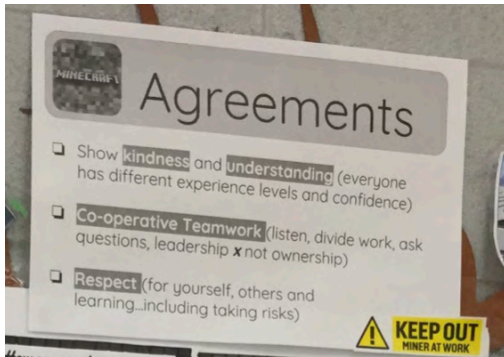 MINECRAFT
Agreements
❏ Show kindness and understanding (everyone
has different experience levels and confidence)
❏ Co-operative Teamwork (listen, divide work, ask
questions, leadership x not ownership)
❏ Respect (for yourself, others and
learning...including taking risks)
KEEP OUT
MINER AT WORK